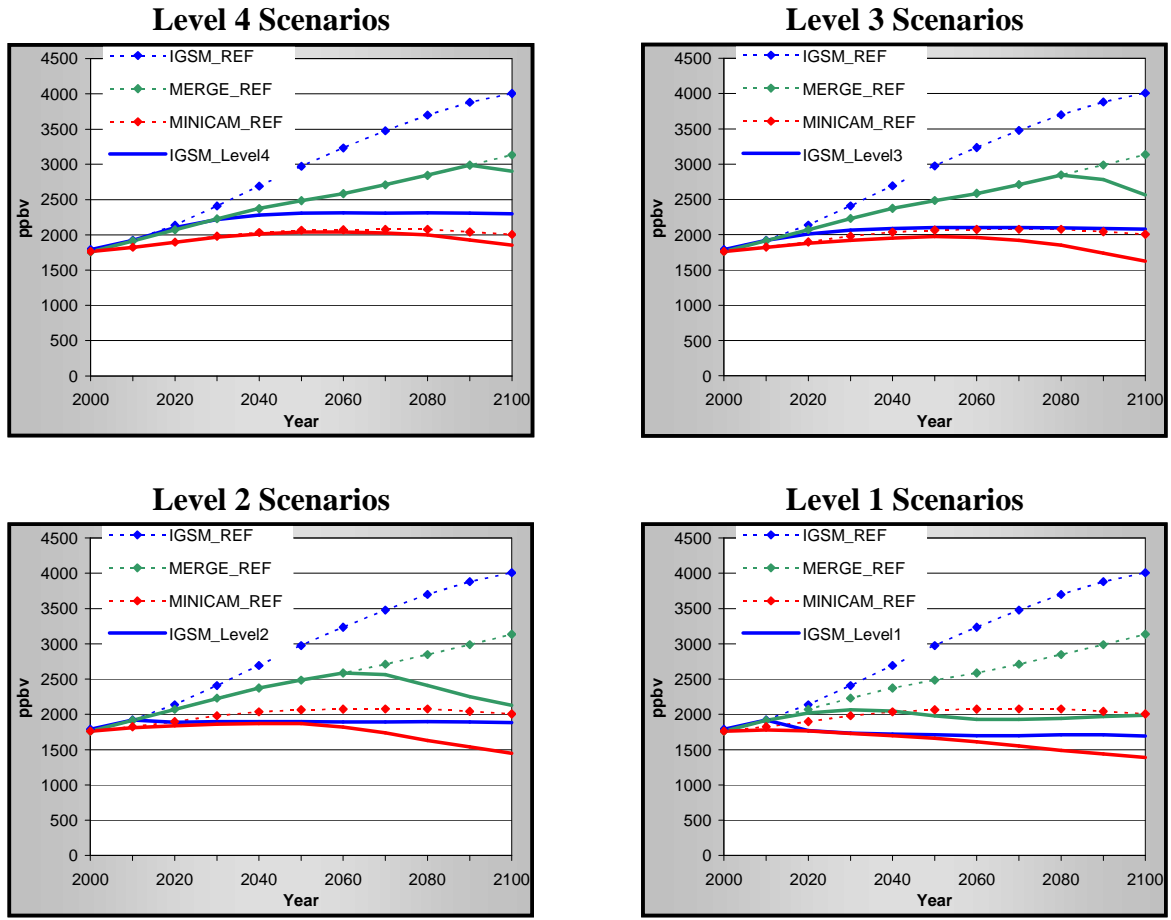 Level 4 Scenarios
4500
4000
3500
3000
2500
2000
1500
1000
500
0
ppbv
IGSM_REF
MERGE_REF
MINICAM_REF
IGSM_Level4
2000 2020 2040 2060 2080 2100
Year
Level 3 Scenarios
4500
4000
3500
3000
2500
2000
1500
1000
500
0
ppbv
IGSM_REF
MERGE_REF
MINICAM_REF
IGSM_Level3
2000 2020 2040 2060 2080 2100
Year
Level 2 Scenarios
4500
4000
3500
3000
2500
2000
1500
1000
500
0
ppbv
IGSM_REF
MERGE_REF
MINICAM_REF
IGSM_Level2
2000 2020 2040 2060 2080 2100
Year
Level 1 Scenarios
4500
4000
3500
3000
2500
2000
1500
1000
500
0
ppbv
IGSM_REF
MERGE_REF
MINICAM_REF
IGSM_Level1
2000 2020 2040 2060 2080 2100
Year